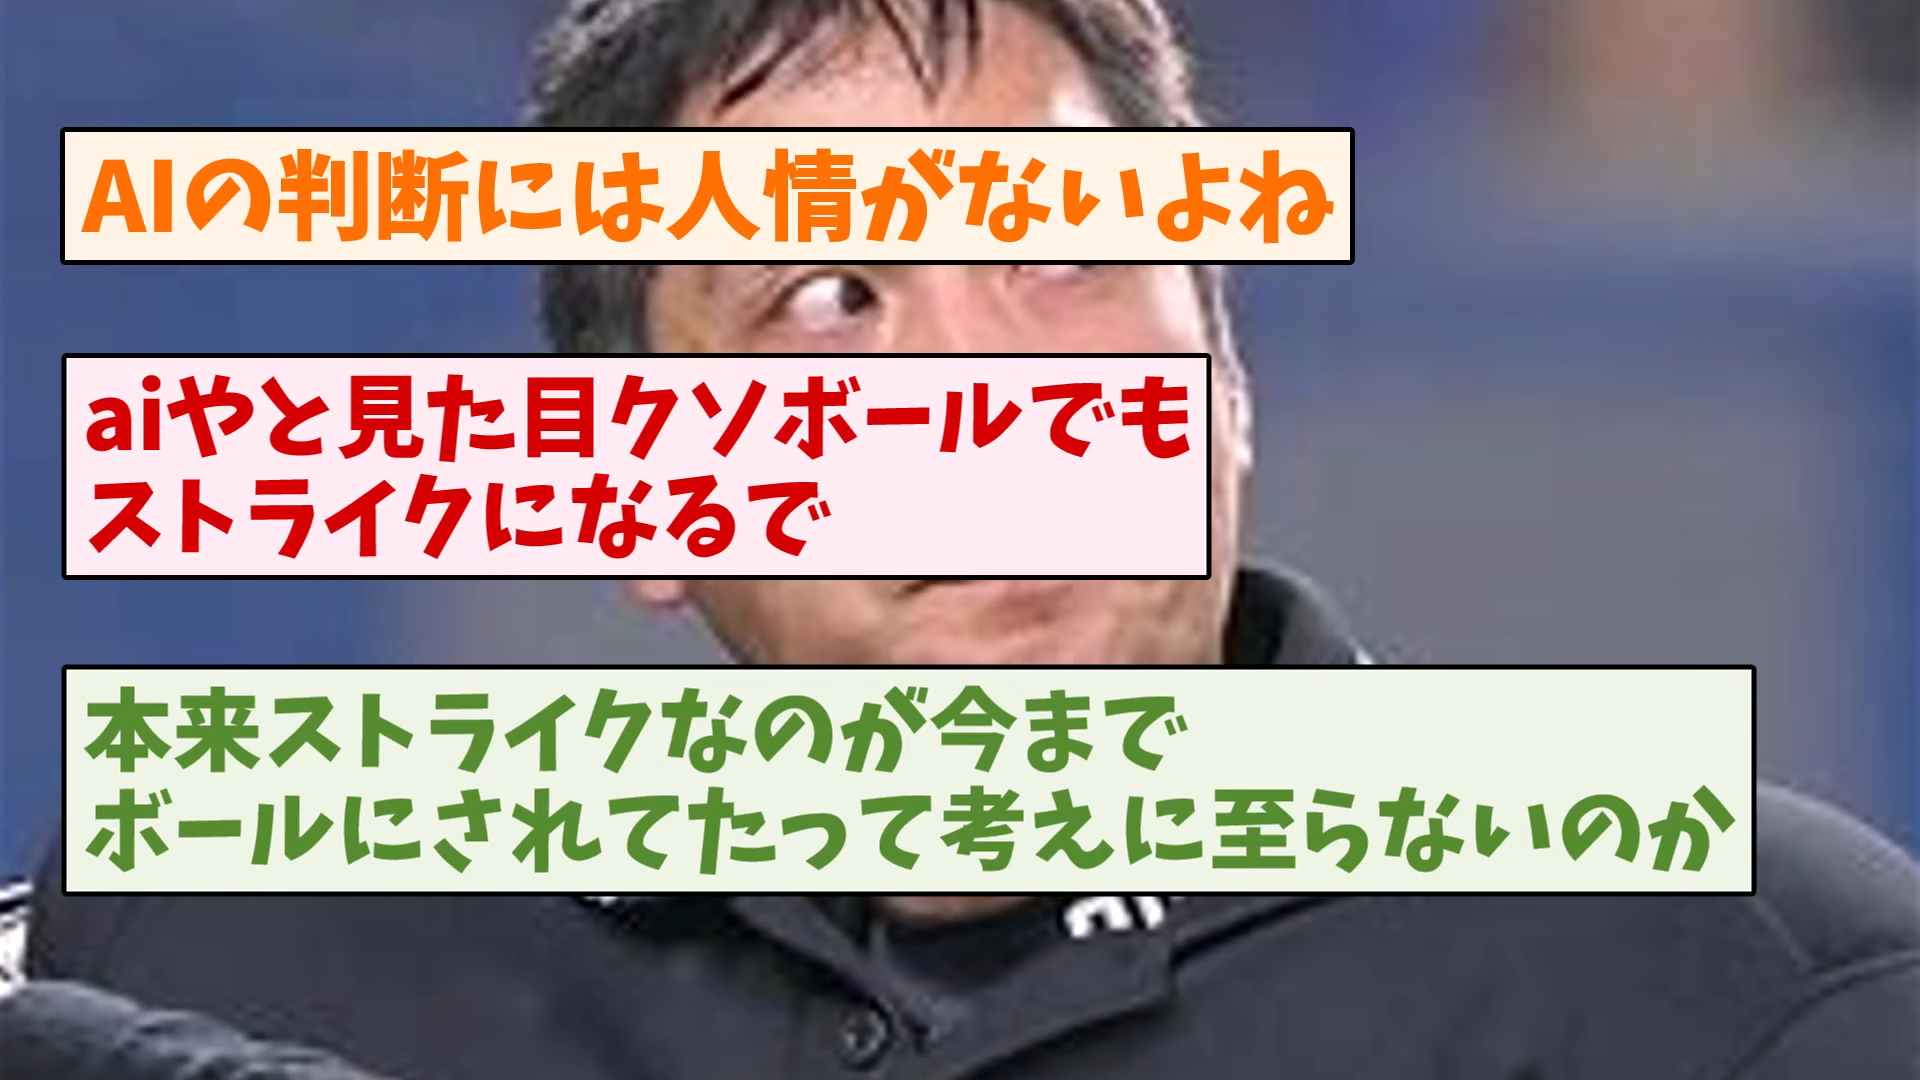 AIの判断には人情がないよね
aiやと見た目クソボールでも
ストライクになるで
本来ストライクなのが今まで
ボールにされてたって考えに至らないのか